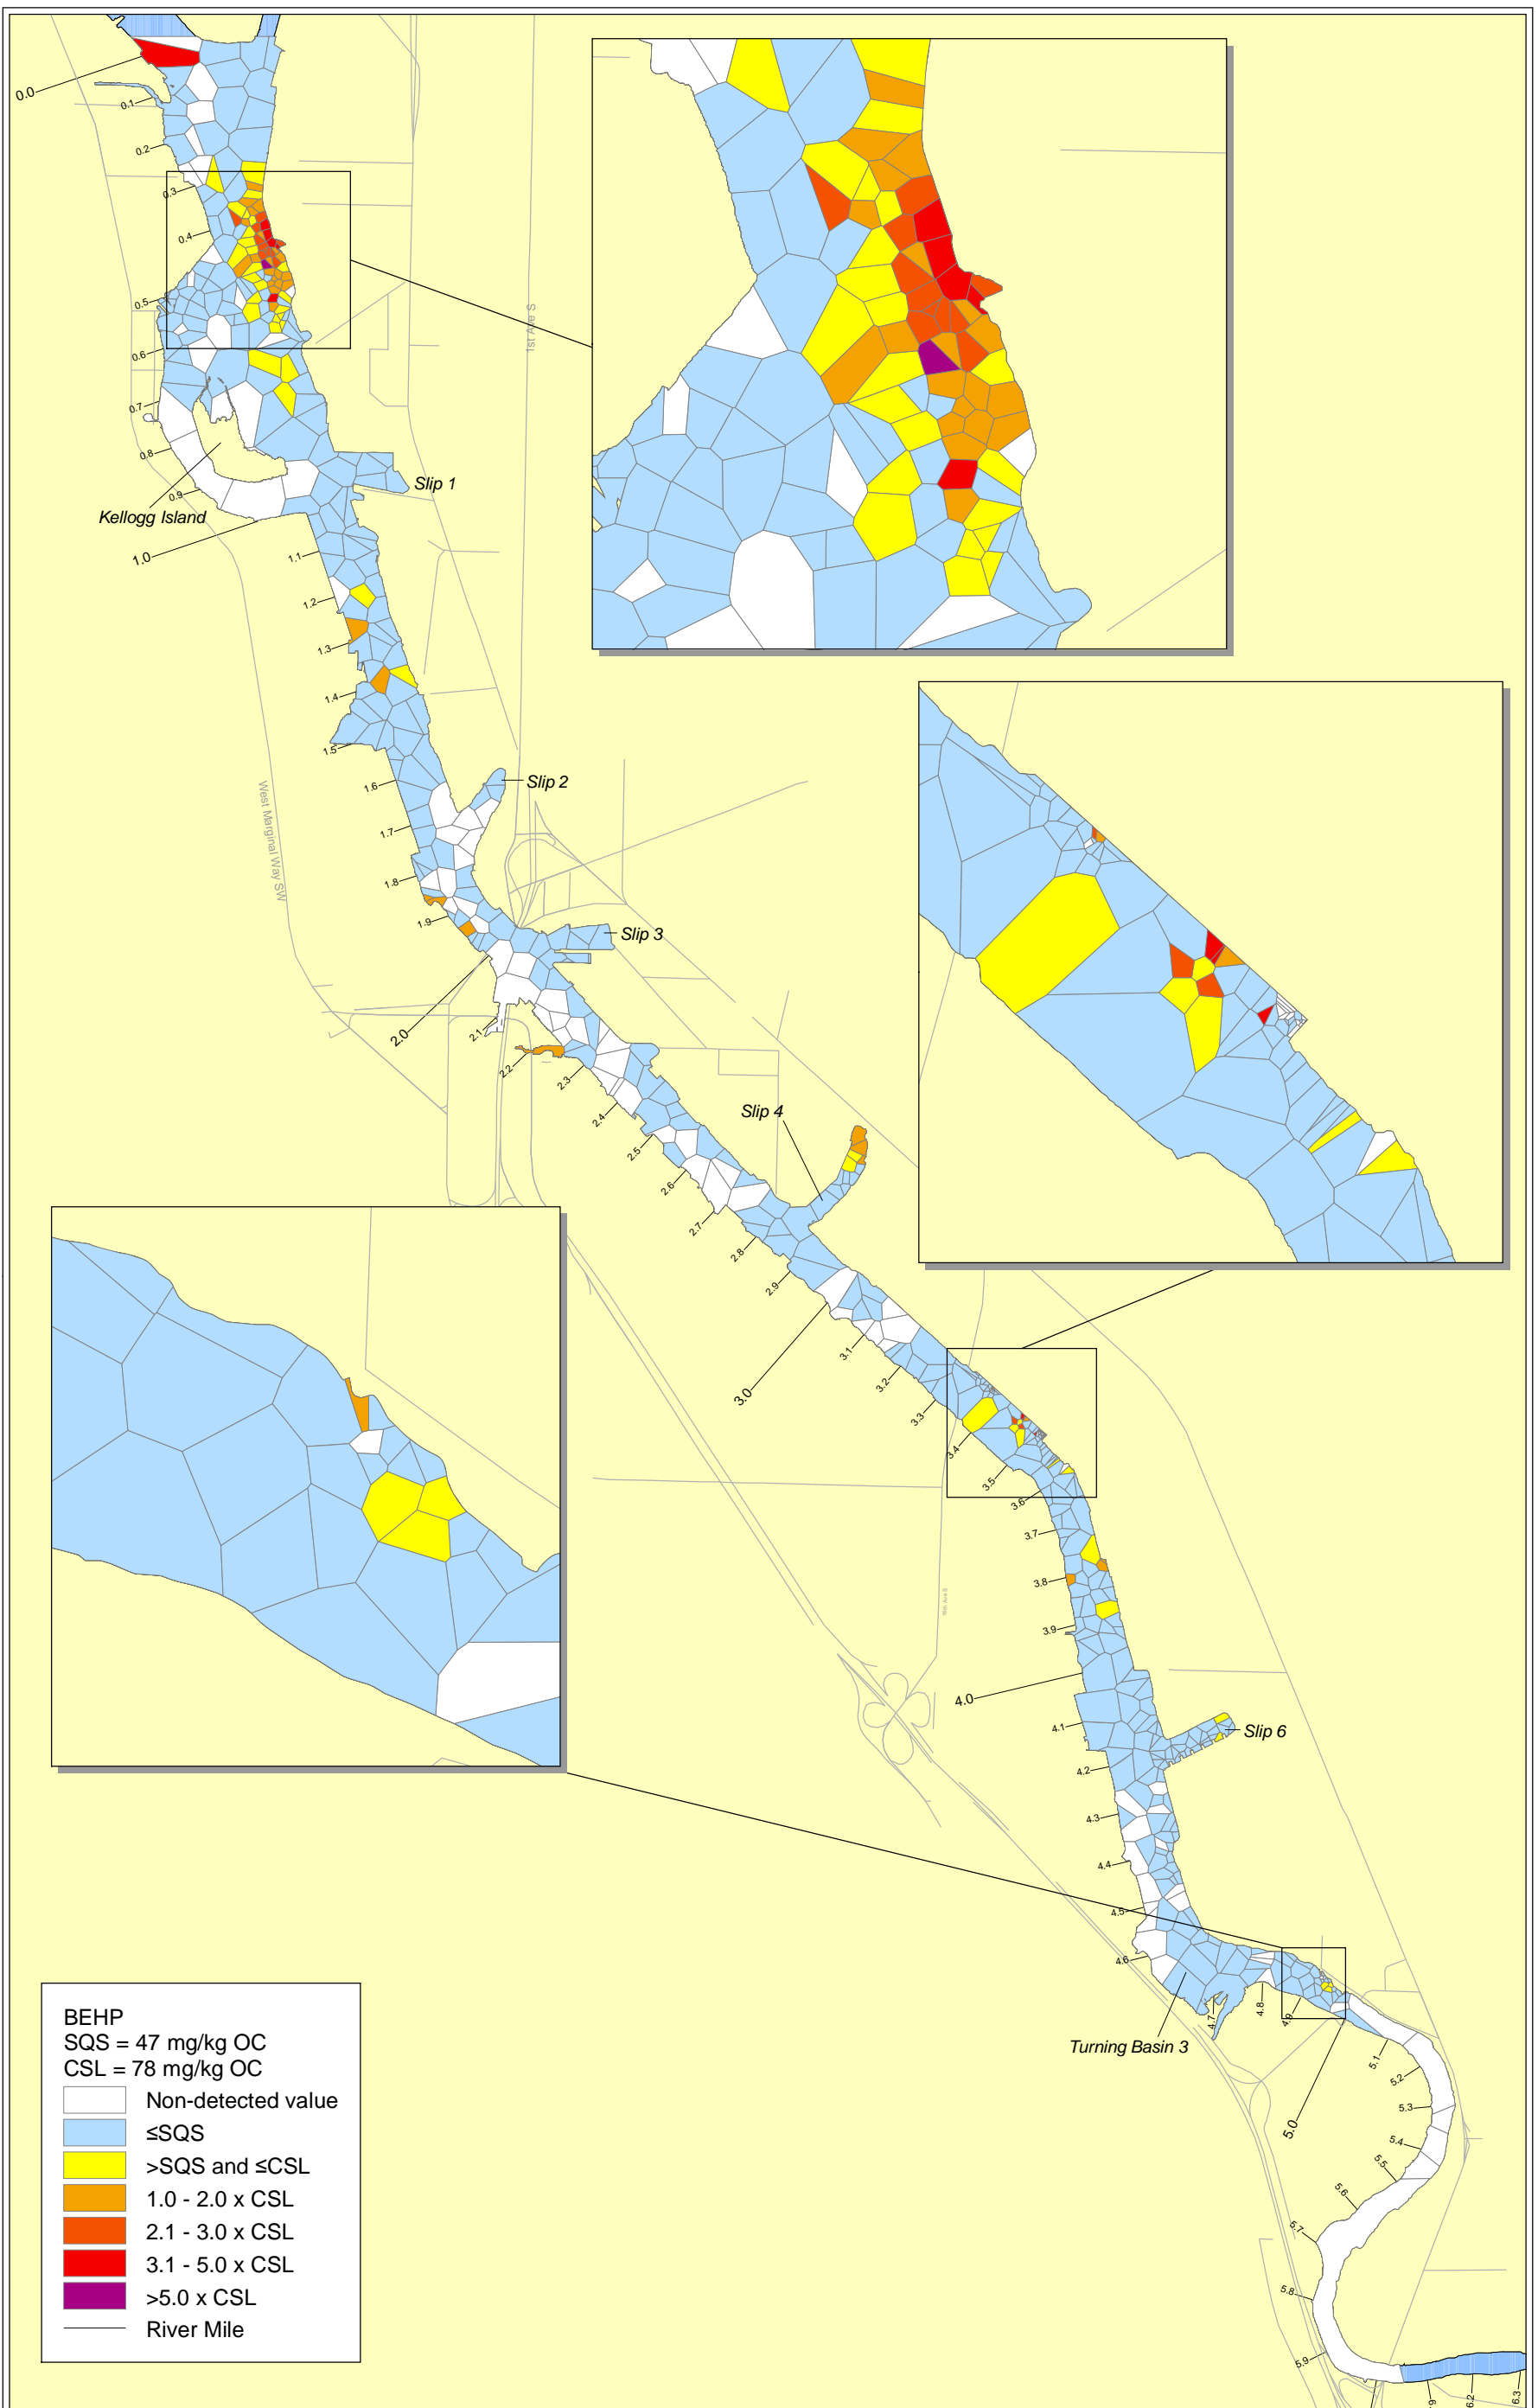 0.0
0.1
0.2
0.3
0.4
0.5
0.6
0.7
0.8
0.9
Kellogg Island
1.0
Slip 1
1st Ave S
1.1
1.2
1.3
1.4
1.5
1.6
1.7
1.8
1.9
West Marginal Way SW
Slip 2
Slip 3
2.0
2.1
2.2
2.3
2.4
2.5
2.6
2.7
2.8
2.9
Slip 4
3.0
3.1
3.2
3.3
3.4
3.5
3.6
3.7
3.8
3.9
16th Ave S
4.0
4.1
Slip 6
4.2
4.3
4.4
4.5
4.6
4.7
4.8
4.9
Turning Basin 3
5.0
5.1
5.2
5.3
5.4
5.5
5.6
5.7
5.8
5.9
6.2
6.3
BEHP
SQS = 47 mg/kg OC
CSL = 78 mg/kg OC
Non-detected value
≤SQS
>SQS and ≤CSL
1.0 - 2.0 x CSL
2.1 - 3.0 x CSL
3.1 - 5.0 x CSL
>5.0 x CSL
River Mile